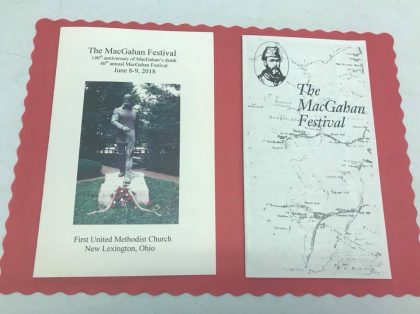 The MacGahan Festival
140th anniversary of MacGahan's death
40th annual MacGahan Festival
June 8-9, 2018
First United Methodist Church
New Lexington, Ohio
The
MacGahan
Festival